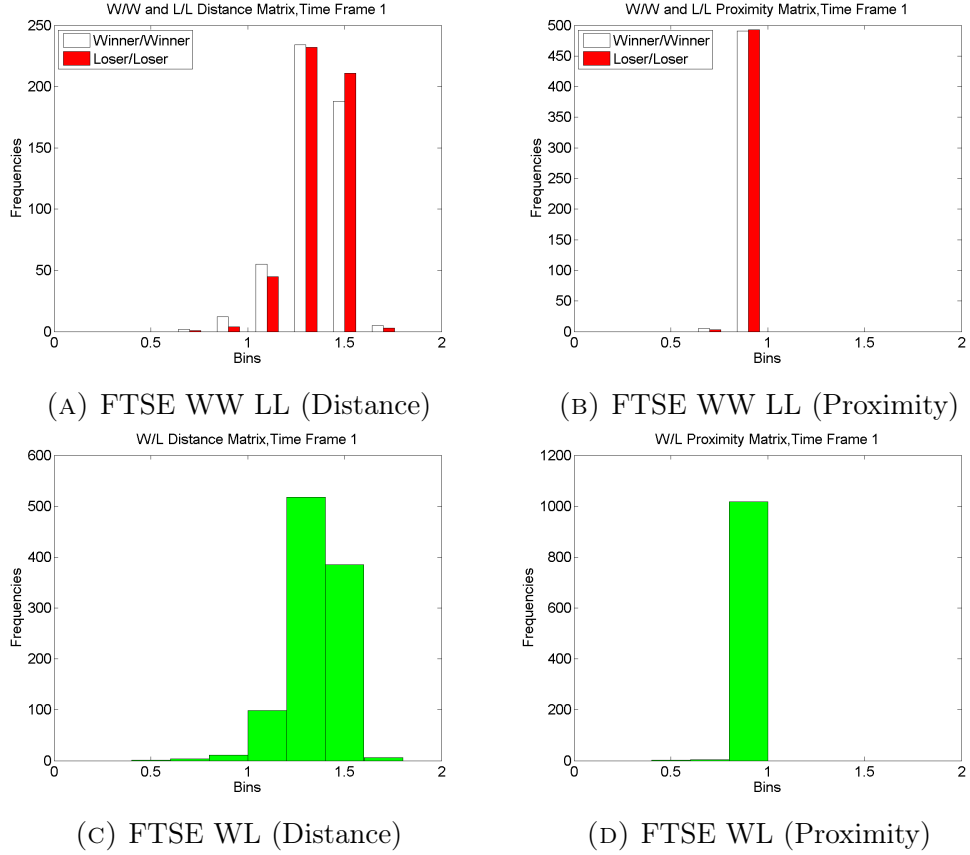 W/W and L/L Distance Matrix,Time Frame 1
250
200
150
100
50
0
Frequencies
Winner/Winner
Loser/Loser
0 0.5 1 1.5 2
Bins
(A) FTSE WW LL (Distance)
W/W and L/L Proximity Matrix,Time Frame 1
500
450
400
350
300
250
200
150
100
50
0
Frequencies
Winner/Winner
Loser/Loser
0 0.5 1 1.5 2
Bins
(B) FTSE WW LL (Proximity)
W/L Distance Matrix,Time Frame 1
600
500
400
300
200
100
0
Frequencies
0 0.5 1 1.5 2
Bins
(C) FTSE WL (Distance)
W/L Proximity Matrix,Time Frame 1
1200
1000
800
600
400
200
0
Frequencies
0 0.5 1 1.5 2
Bins
(D) FTSE WL (Proximity)